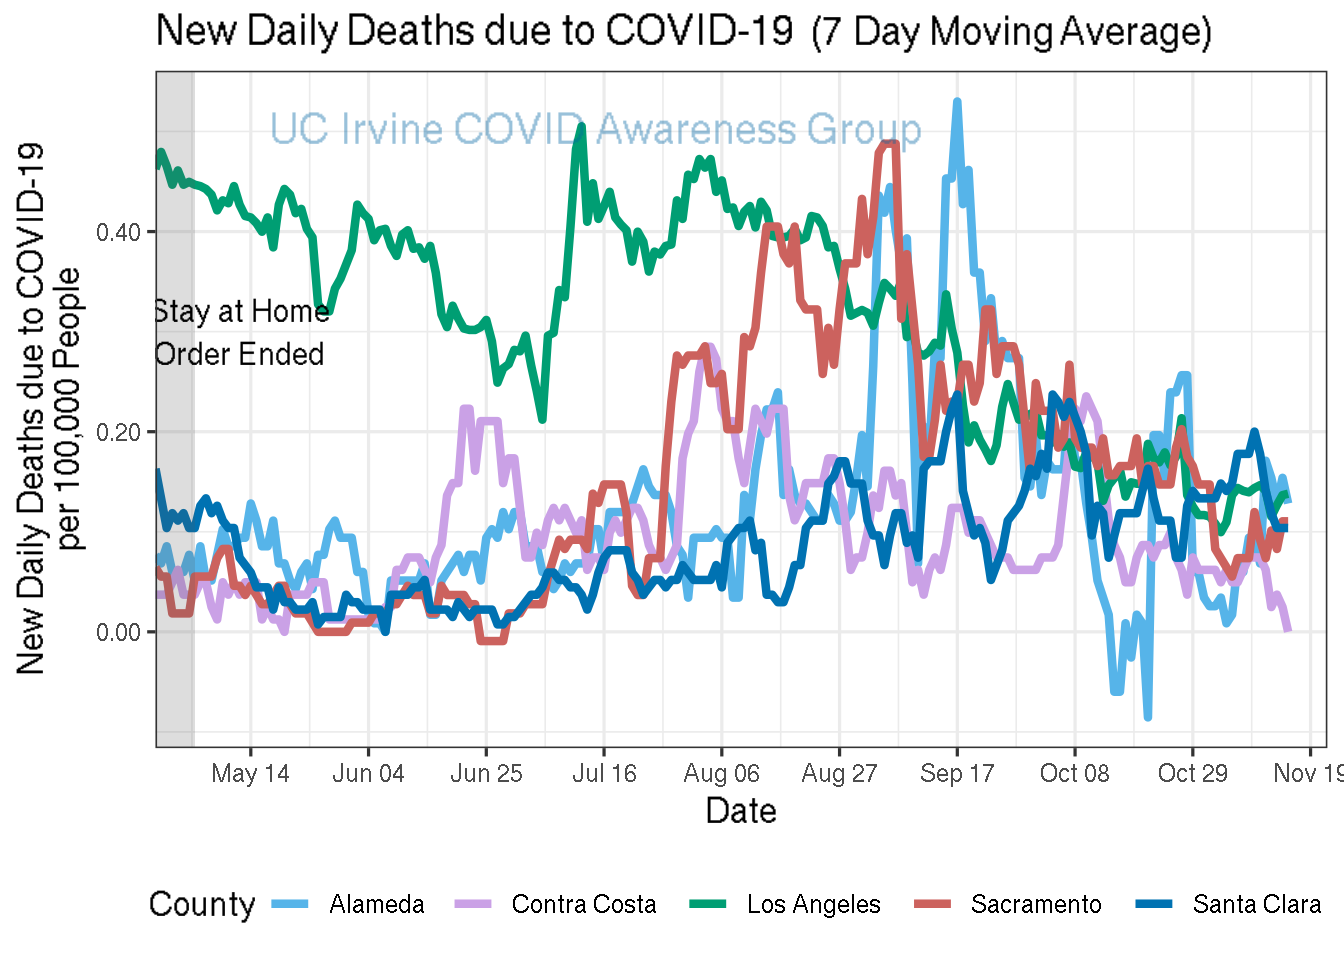 New Daily Deaths due to COVID-19 (7 Day Moving Average)
UC Irvine COVID Awareness Group
New Daily Deaths due to COVID-19
per 100,000 People
0.40
0.20
0.00
Stay at Home
Order Ended
May 14 Jun 04 Jun 25 Jul 16 Aug 06 Aug 27 Sep 17 Oct 08 Oct 29 Nov 19
Date
County Alameda Contra Costa Los Angeles Sacramento Santa Clara